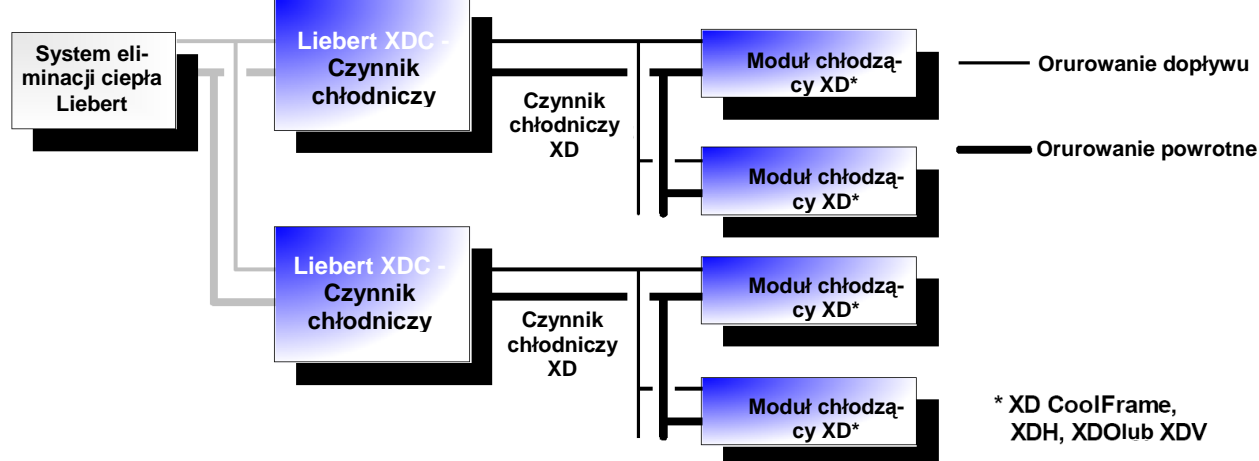 System eli-
minacji ciepła
Liebert
Liebert XDC -
Czynnik
chłodniczy
Czynnik
chłodniczy
XD
Moduł chłodzą-
cy XD*
Moduł chłodzą-
cy XD*
Orurowanie dopływu
Orurowanie powrotne
Liebert XDC -
Czynnik
chłodniczy
Czynnik
chłodniczy
XD
Moduł chłodzą-
cy XD*
Moduł chłodzą-
cy XD*
* XD CoolFrame,
XDH, XDOlub XDV